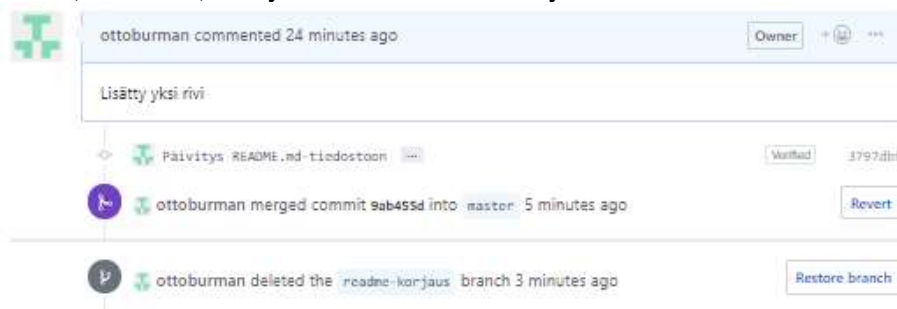 ottoburman commented 24 minutes ago Owner
Lisätty yksi rivi
Päivitys README.md-tiedostoon Verified 3797db
ottoburman merged commit 9ab455d into master 5 minutes ago Revert
ottoburman deleted the readme-korjaus branch 3 minutes ago Restore branch